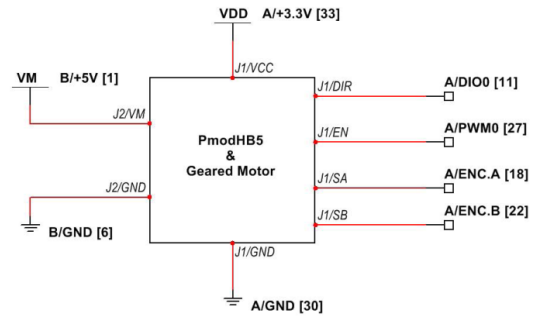 VDD A/+3.3V [33]
J1/VCC
VM B/+5V [1]
J2/VM
J1/DIR
A/DIO0 [11]
J1/EN
A/PWM0 [27]
PmodHB5
&
Geared Motor
J1/SA
A/ENC.A [18]
J2/GND
B/GND [6]
J1/SB
A/ENC.B [22]
J1/GND
A/GND [30]